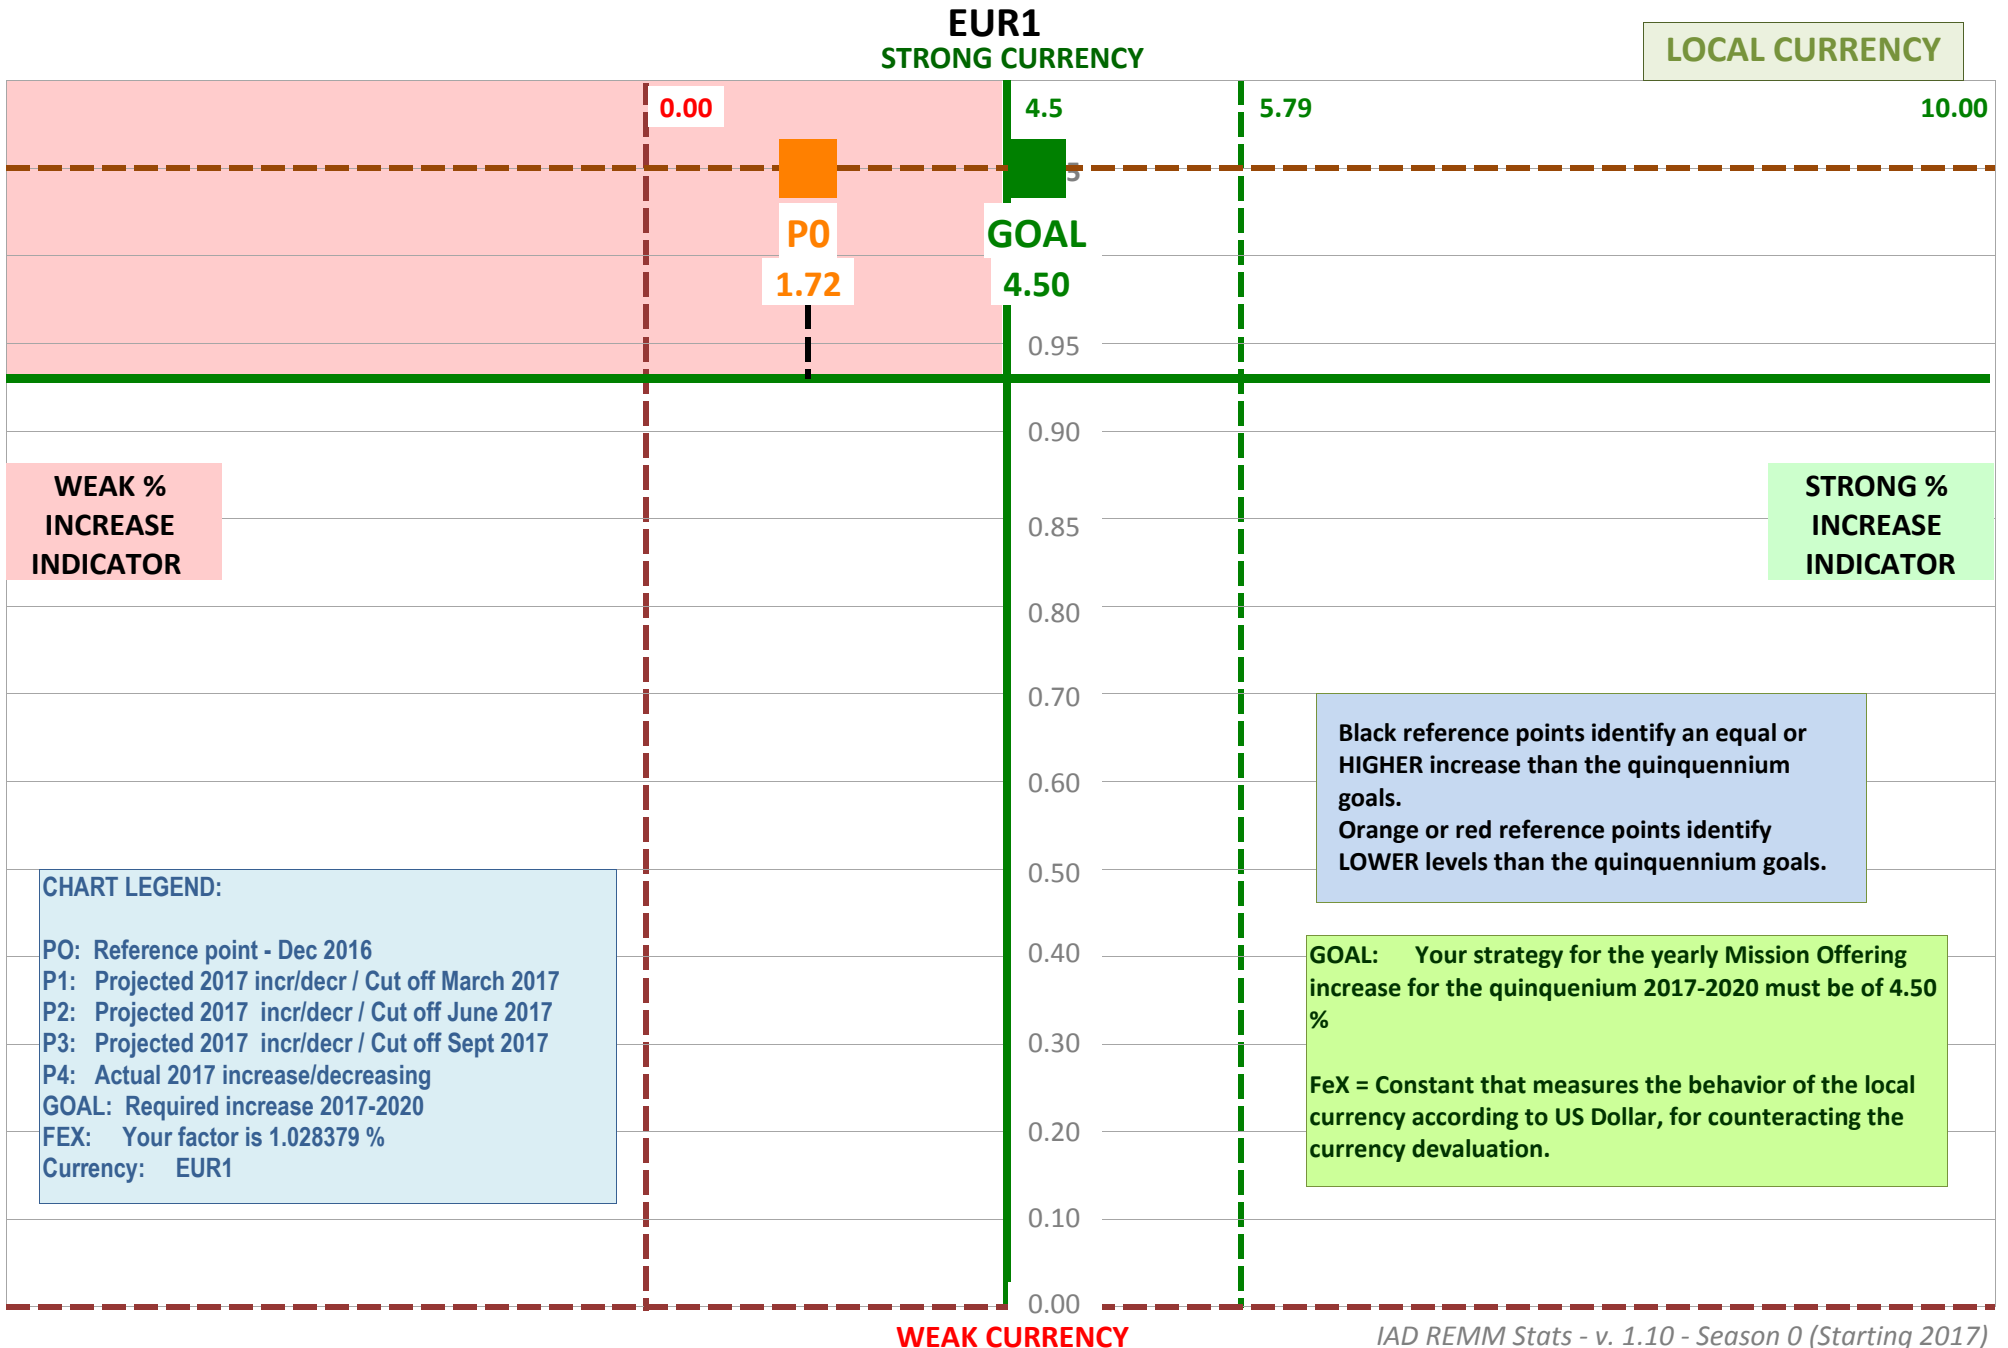 EUR1
STRONG CURRENCY
LOCAL CURRENCY
0.00
4.5
5.79
10.00
5
P0
GOAL
1.72
4.50
0.95
0.90
WEAK %
INCREASE
INDICATOR
STRONG %
INCREASE
INDICATOR
0.85
0.80
0.70
0.60
0.50
0.40
0.30
0.20
0.10
0.00
Black reference points identify an equal or
HIGHER increase than the quinquennium
goals.
Orange or red reference points identify
LOWER levels than the quinquennium goals.
CHART LEGEND:
PO: Reference point - Dec 2016
P1: Projected 2017 incr/decr / Cut off March 2017
P2: Projected 2017 incr/decr / Cut off June 2017
P3: Projected 2017 incr/decr / Cut off Sept 2017
P4: Actual 2017 increase/decreasing
GOAL: Required increase 2017-2020
FEX: Your factor is 1.028379 %
Currency: EUR1
GOAL: Your strategy for the yearly Mission Offering
increase for the quinquenium 2017-2020 must be of 4.50
%
FeX = Constant that measures the behavior of the local
currency according to US Dollar, for counteracting the
currency devaluation.
WEAK CURRENCY
IAD REMM Stats - v. 1.10 - Season 0 (Starting 2017)